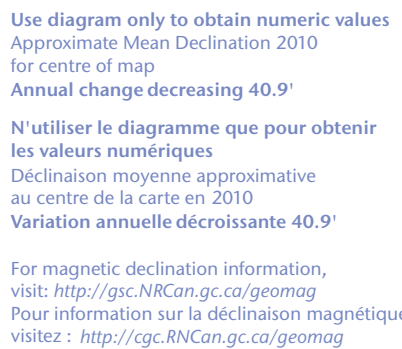 Use diagram only to obtain numeric values
Approximate Mean Declination 2010
for centre of map
Annual change decreasing 40.9'
N'utiliser le diagramme que pour obtenir
les valeurs numériques
Déclinaison moyenne approximative
au centre de la carte en 2010
Variation annuelle décroissante 40.9'
For magnetic declination information,
visit: http://gsc.NRCan.gc.ca/geomag
Pour information sur la déclinaison magnétique
visitez : http://cgc.RNCan.gc.ca/geomag